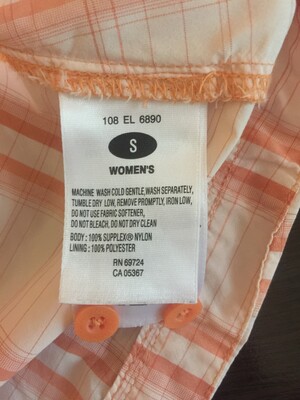 108 EL 6890
S
WOMEN'S
MACHINE WASH COLD GENTLE,WASH SEPARATELY,
TUMBLE DRY LOW, REMOVE PROMPTLY, IRON LOW,
DO NOT USE FABRIC SOFTENER,
DO NOT BLEACH, DO NOT DRY CLEAN
BODY : 100% SUPPLEX® NYLON
LINING : 100% POLYESTER
RN 69724
CA 05367